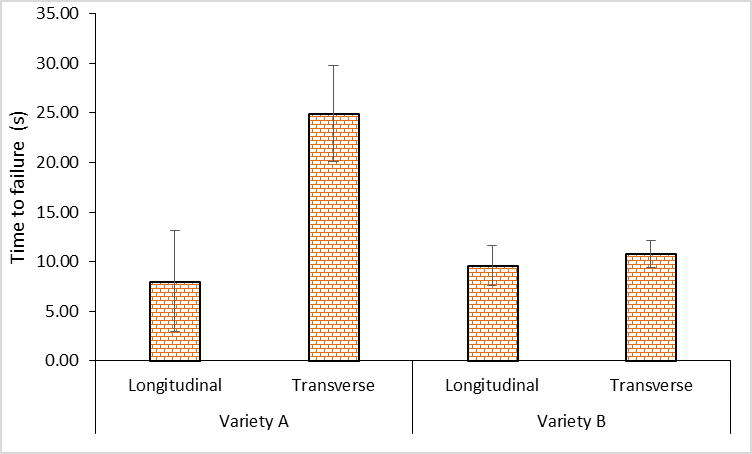 Time to failure (s)
35.00
30.00
25.00
20.00
15.00
10.00
5.00
0.00
Longitudinal Transverse Longitudinal Transverse
Variety A Variety B